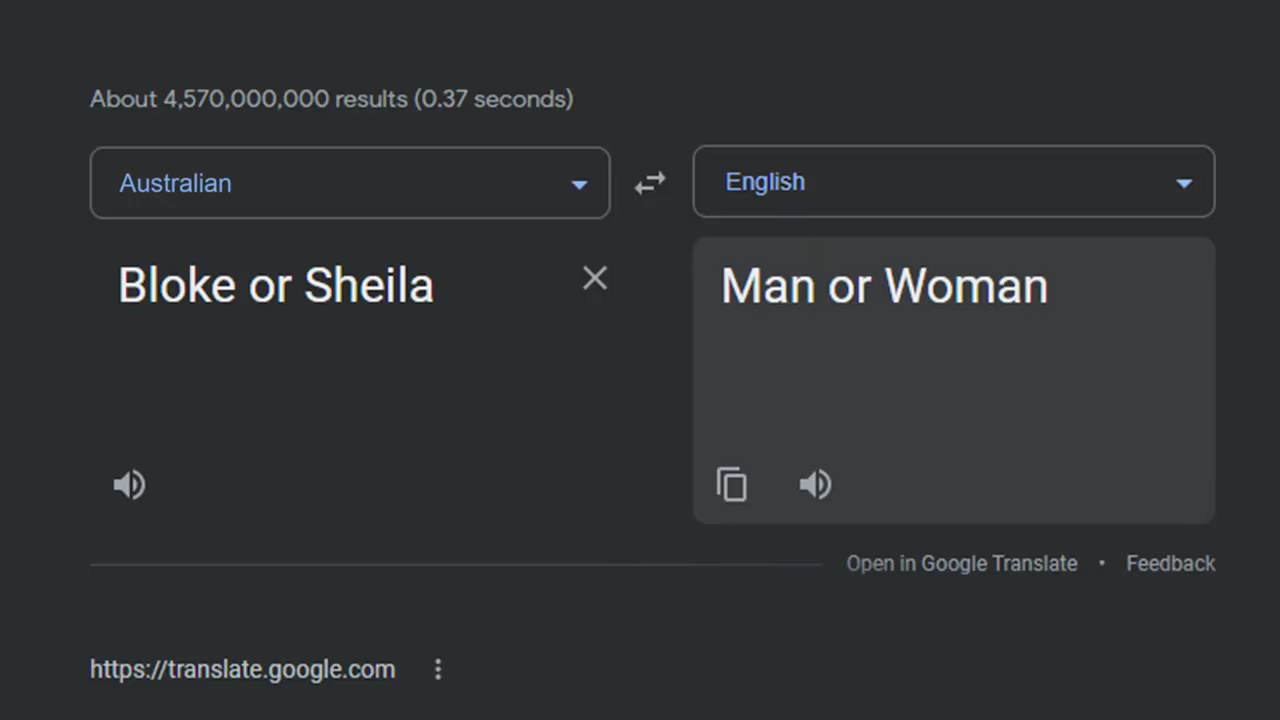 About 4,570,000,000 results (0.37 seconds)
Australian
English
Bloke or Sheila
Man or Woman
Open in Google Translate • Feedback
https://translate.google.com